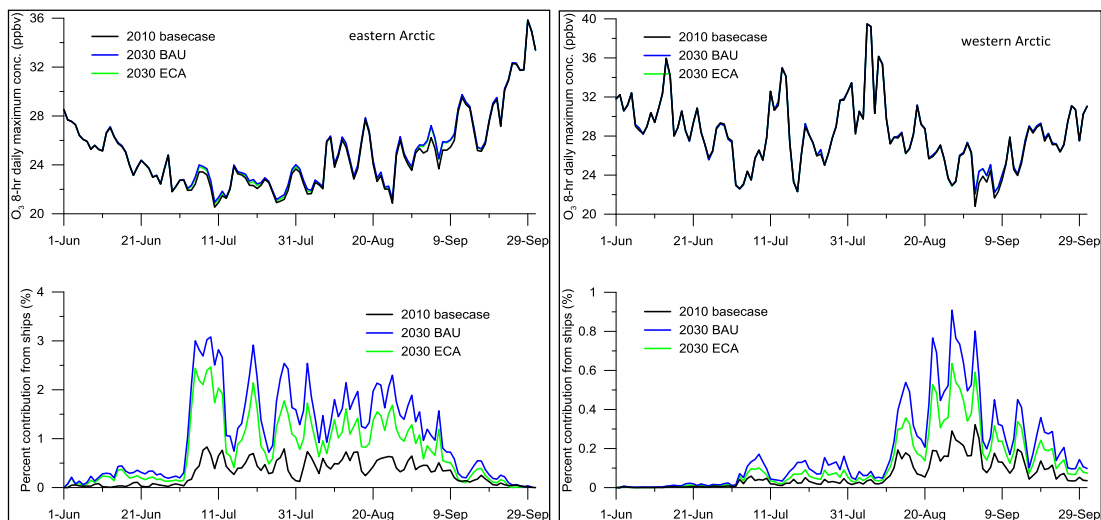 O3 8-hr daily maximum conc. (ppbv)
36
32
28
24
20
eastern Arctic
2010 basecase
2030 BAU
2030 ECA
1-Jun
21-Jun
11-Jul
31-Jul
20-Aug
9-Sep
29-Sep
O3 8-hr daily maximum conc. (ppbv)
40
36
32
28
24
20
western Arctic
2010 basecase
2030 BAU
2030 ECA
1-Jun
21-Jun
11-Jul
31-Jul
20-Aug
9-Sep
29-Sep
Percent contribution from ships (%)
4
3
2
1
0
2010 basecase
2030 BAU
2030 ECA
1-Jun
21-Jun
11-Jul
31-Jul
20-Aug
9-Sep
29-Sep
Percent contribution from ships (%)
1
0.8
0.6
0.4
0.2
0
2010 basecase
2030 BAU
2030 ECA
1-Jun
21-Jun
11-Jul
31-Jul
20-Aug
9-Sep
29-Sep